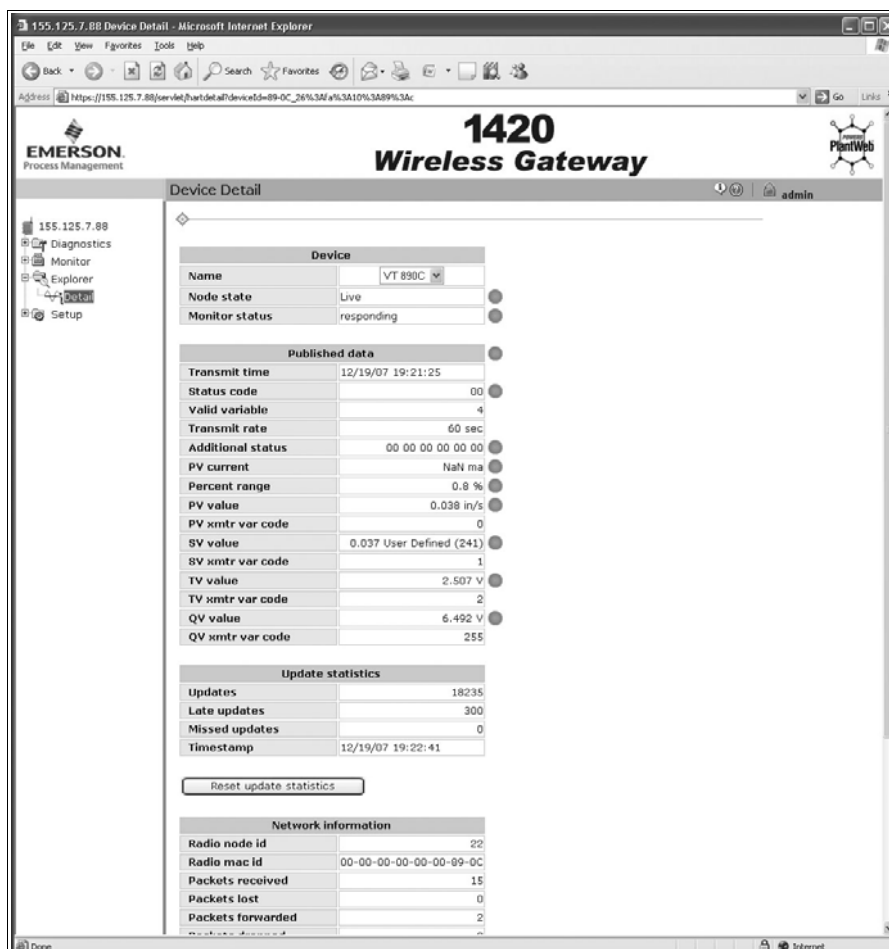 155.125.7.88 Device Detail - Microsoft Internet Explorer
File Edit View Favorites Tools Help
Back Search Favorites
Address https://155.125.7.88/servlet/hartdetail?deviceId=89-0C_26%3Afa%3A10%3A89%3Ac Go Links
EMERSON.
Process Management
1420
Wireless Gateway
POWERED
PlantWeb
Device Detail admin
155.125.7.88
Diagnostics
Monitor
Explorer
Detail
Setup
Device
Name VT 890C
Node state Live
Monitor status responding
Published data
Transmit time 12/19/07 19:21:25
Status code 00
Valid variable 4
Transmit rate 60 sec
Additional status 00 00 00 00 00 00
PV current NaN ma
Percent range 0.8 %
PV value 0.038 in/s
PV xmtr var code 0
SV value 0.037 User Defined (241)
SV xmtr var code 1
TV value 2.507 V
TV xmtr var code 2
QV value 6.492 V
QV xmtr var code 255
Update statistics
Updates 18235
Late updates 300
Missed updates 0
Timestamp 12/19/07 19:22:41
Reset update statistics
Network information
Radio node id 22
Radio mac id 00-00-00-00-00-00-89-0C
Packets received 15
Packets lost 0
Packets forwarded 2
Done Internet